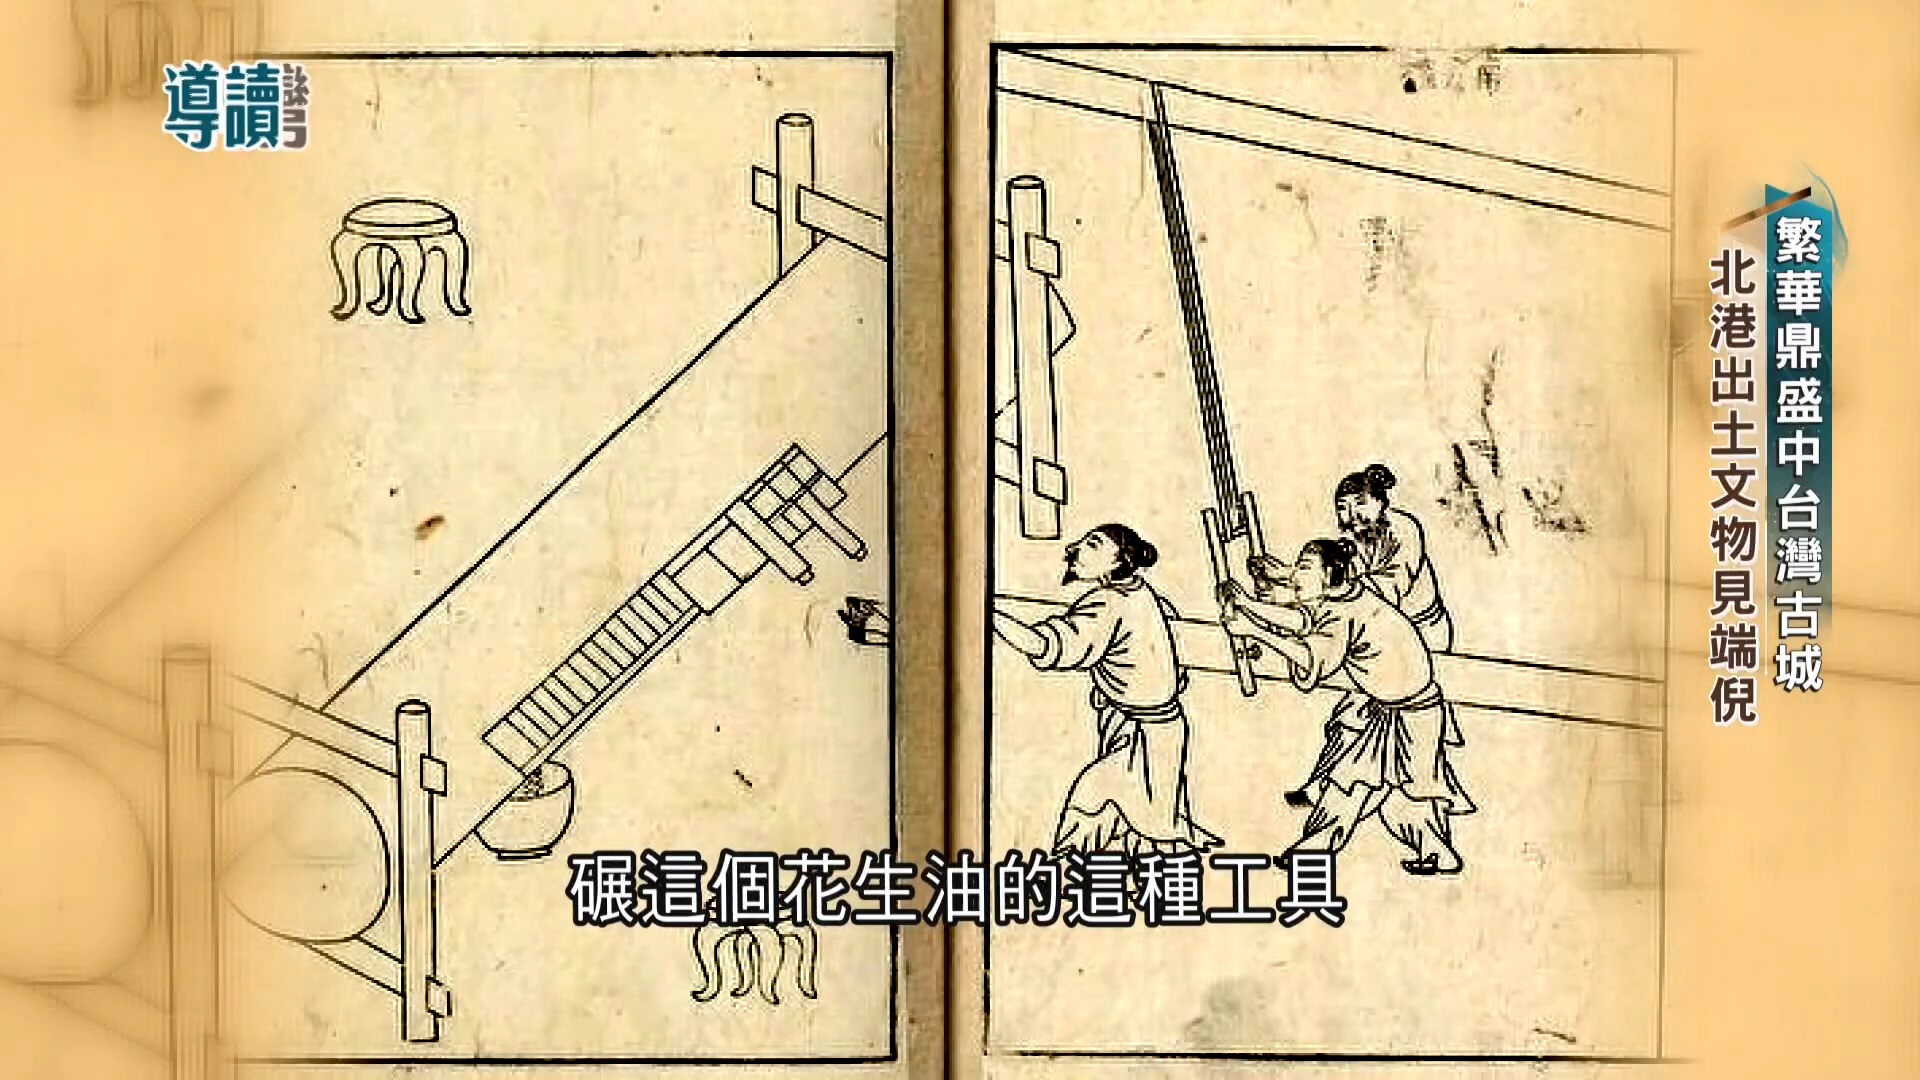 導讀
繁華鼎盛中台灣古城
北港出土文物見端倪
碾這個花生油的這種工具